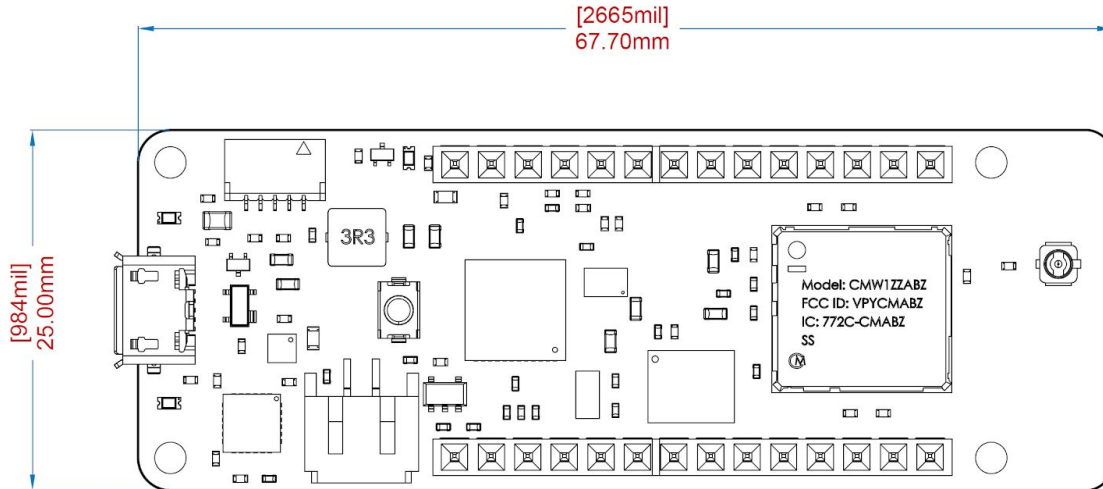 [2665mil]
67.70mm
[984mil]
25.00mm
3R3
Model: CMW1ZZABZ
FCC ID: VPYCMABZ
IC: 772C-CMABZ
SS
M